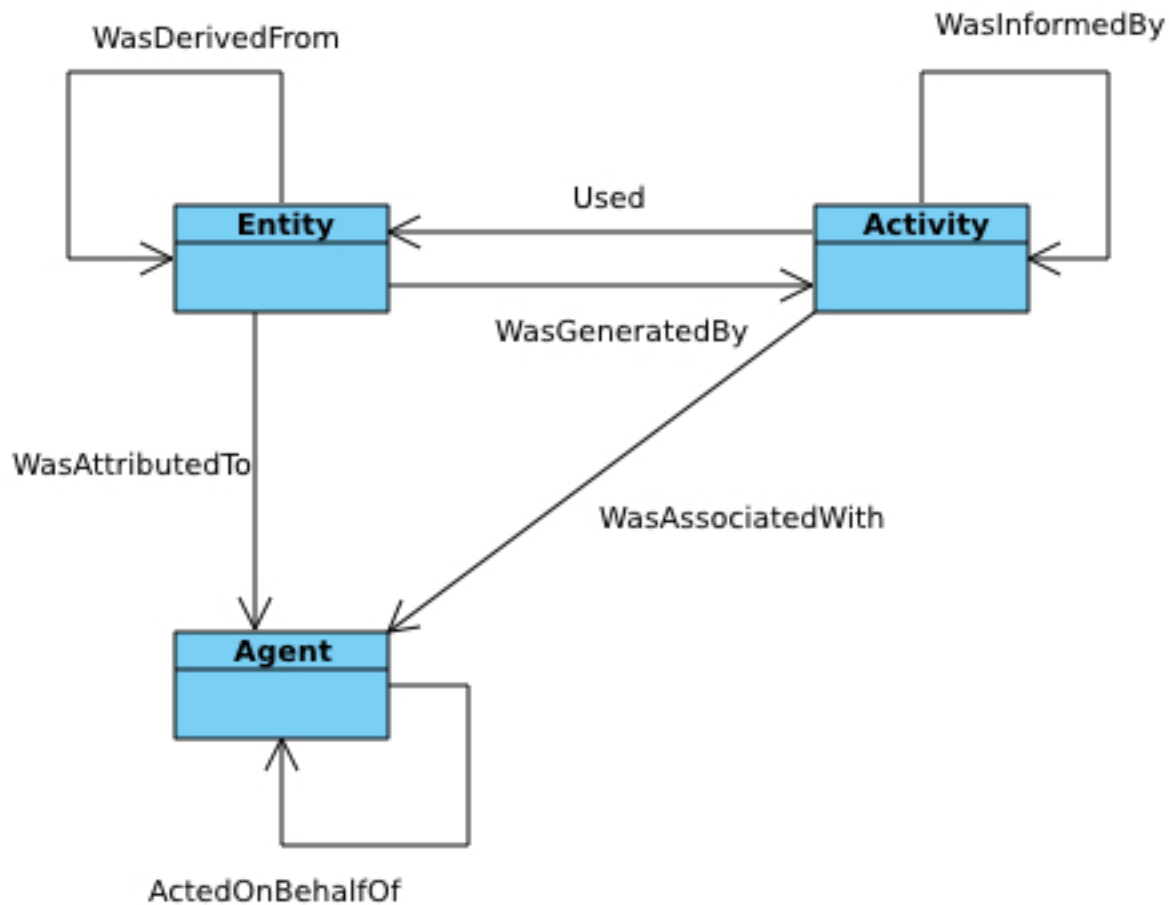 WasInformedBy
WasDerivedFrom
Used
Entity
Activity
WasGeneratedBy
WasAttributedTo
WasAssociatedWith
Agent
ActedOnBehalfOf